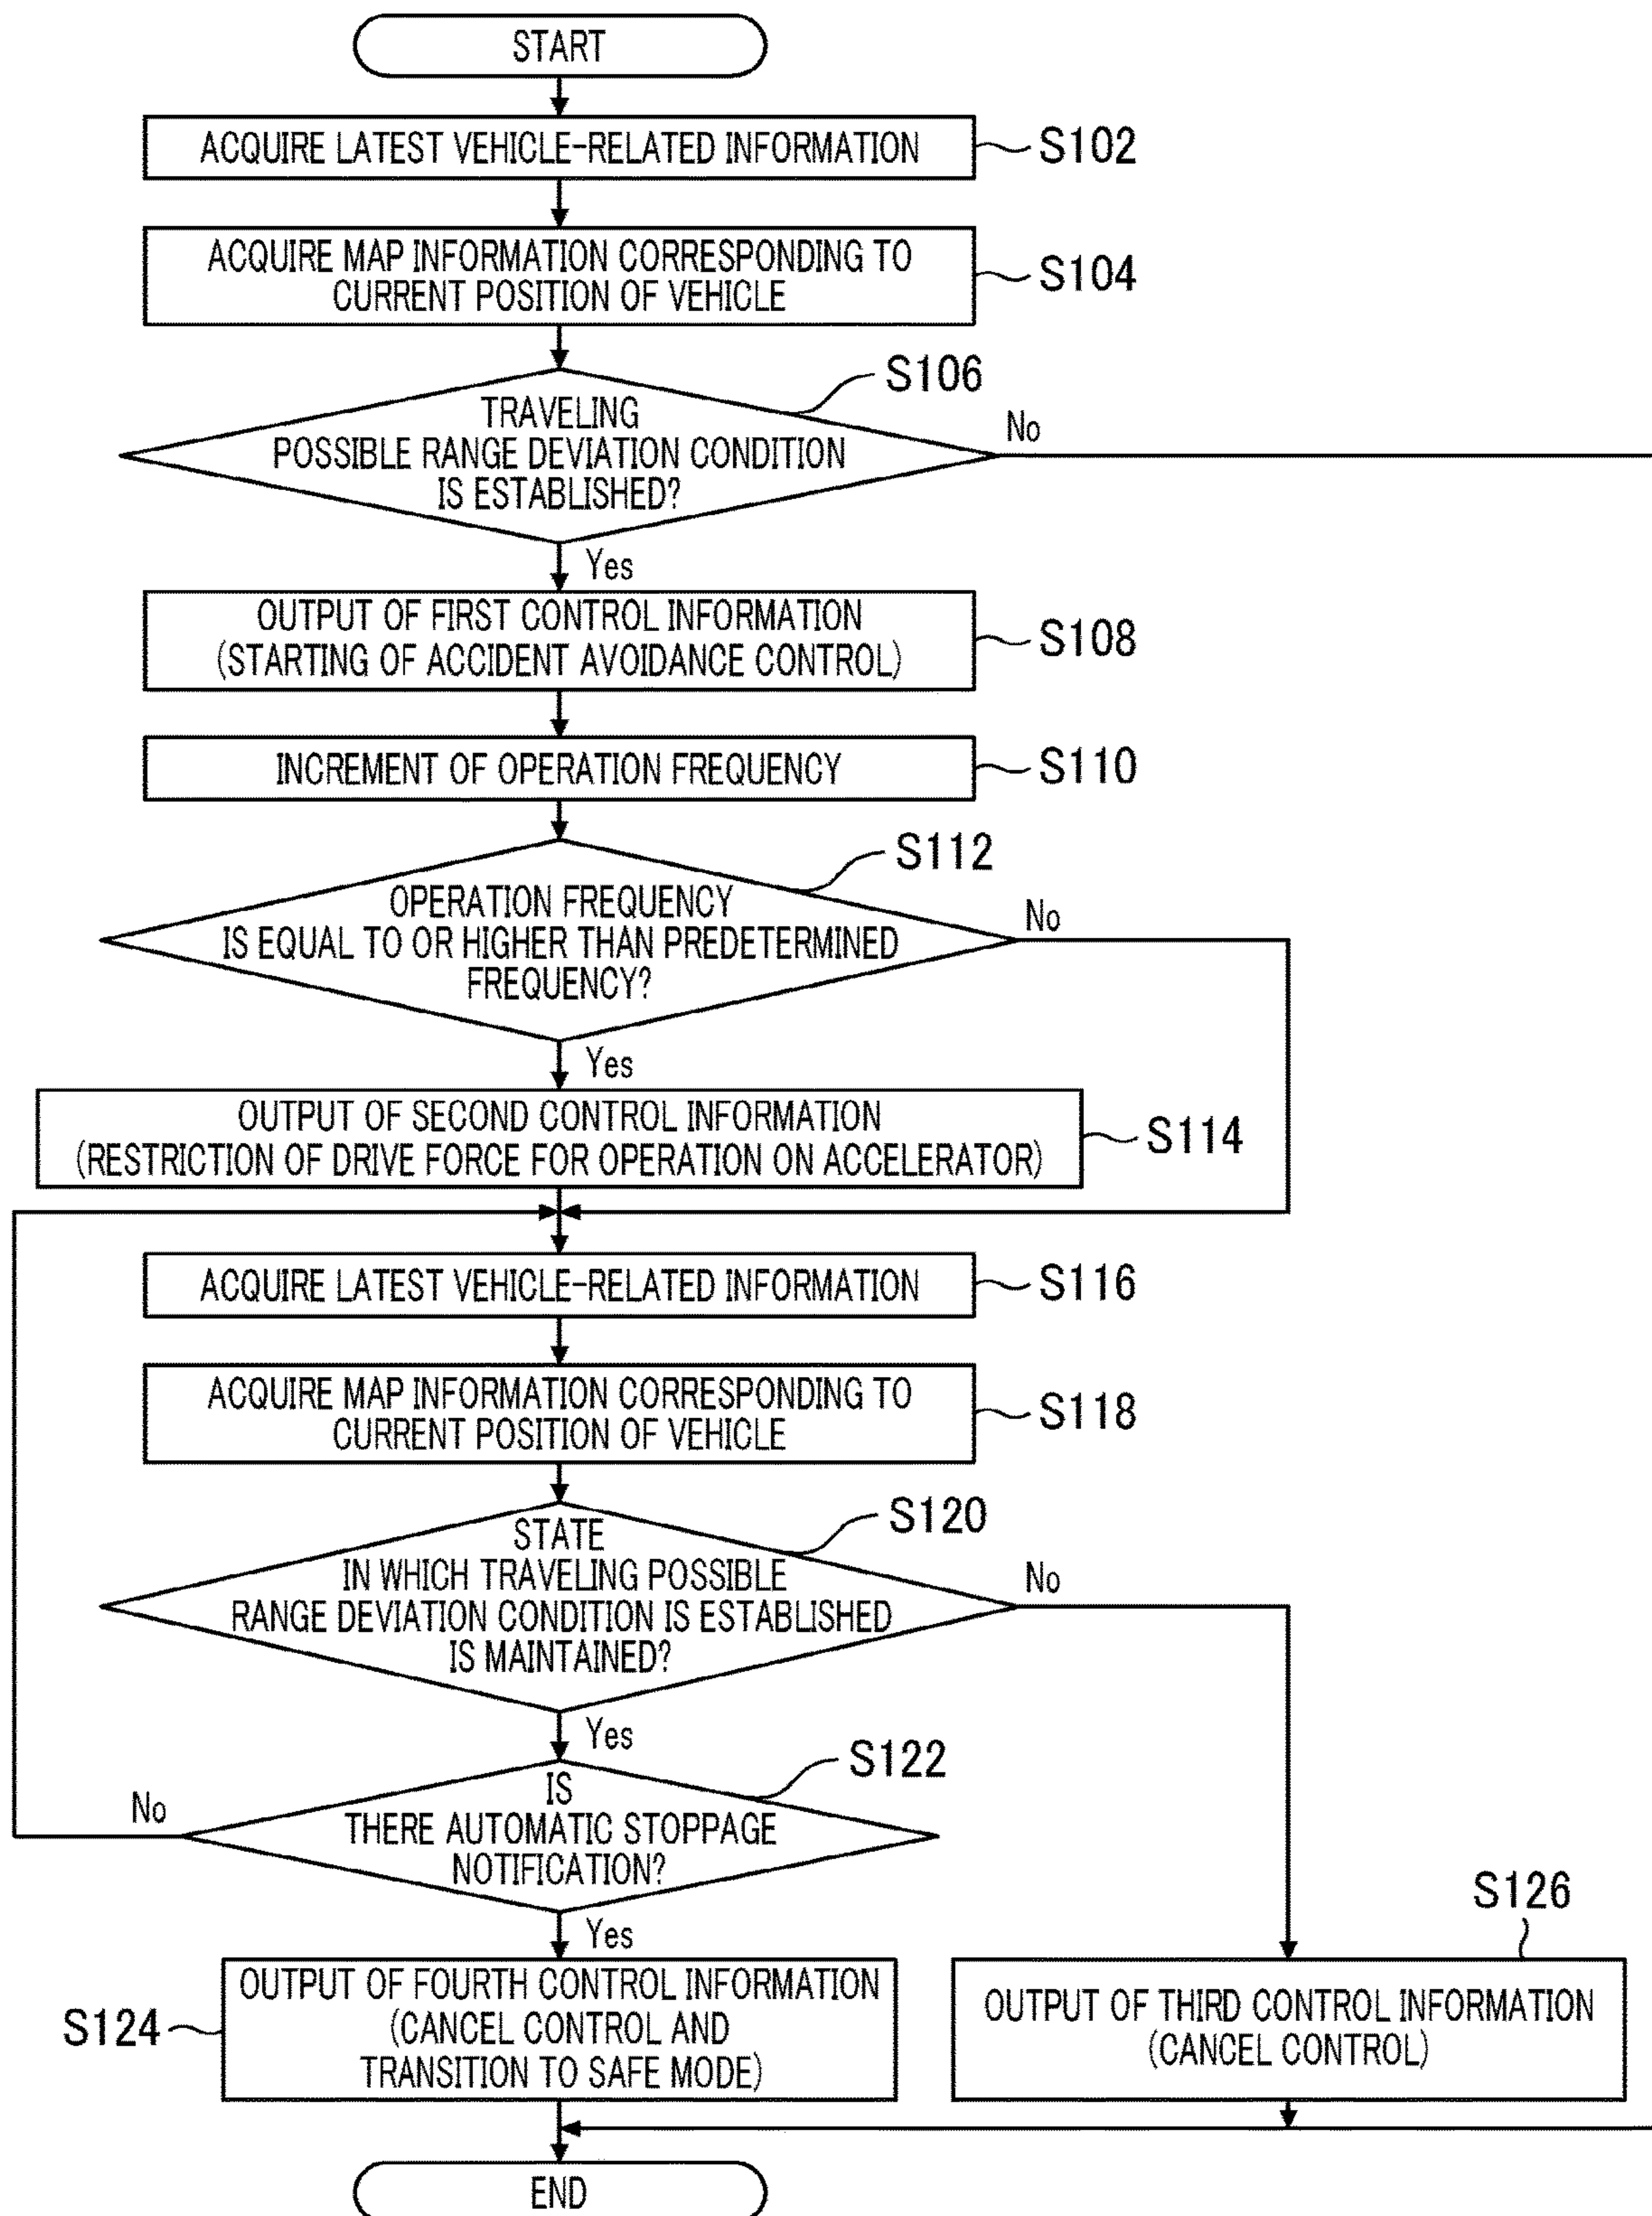 START
ACQUIRE LATEST VEHICLE-RELATED INFORMATION
S102
ACQUIRE MAP INFORMATION CORRESPONDING TO
CURRENT POSITION OF VEHICLE
S104
S106
TRAVELING
POSSIBLE RANGE DEVIATION CONDITION
IS ESTABLISHED?
No
Yes
OUTPUT OF FIRST CONTROL INFORMATION
(STARTING OF ACCIDENT AVOIDANCE CONTROL)
S108
INCREMENT OF OPERATION FREQUENCY
S110
S112
OPERATION FREQUENCY
IS EQUAL TO OR HIGHER THAN PREDETERMINED
FREQUENCY?
No
Yes
OUTPUT OF SECOND CONTROL INFORMATION
(RESTRICTION OF DRIVE FORCE FOR OPERATION ON ACCELERATOR)
S114
ACQUIRE LATEST VEHICLE-RELATED INFORMATION
S116
ACQUIRE MAP INFORMATION CORRESPONDING TO
CURRENT POSITION OF VEHICLE
S118
S120
STATE
IN WHICH TRAVELING POSSIBLE
RANGE DEVIATION CONDITION IS ESTABLISHED
IS MAINTAINED?
No
Yes
S122
IS
THERE AUTOMATIC STOPPAGE
NOTIFICATION?
No
Yes
S124
OUTPUT OF FOURTH CONTROL INFORMATION
(CANCEL CONTROL AND
TRANSITION TO SAFE MODE)
S126
OUTPUT OF THIRD CONTROL INFORMATION
(CANCEL CONTROL)
END